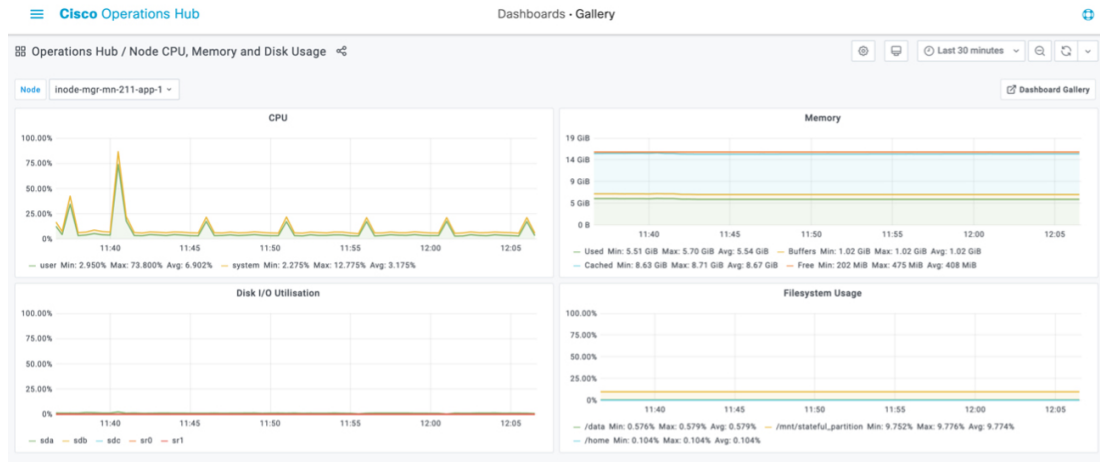 Cisco Operations Hub
Dashboards · Gallery
Operations Hub / Node CPU, Memory and Disk Usage
Last 30 minutes
Node inode-mgr-mn-211-app-1
Dashboard Gallery
CPU
100.00%
75.00%
50.00%
25.00%
0%
11:40 11:45 11:50 11:55 12:00 12:05
user Min: 2.950% Max: 73.800% Avg: 6.902% system Min: 2.275% Max: 12.775% Avg: 3.175%
Memory
19 GiB
14 GiB
9 GiB
5 GiB
0 B
11:40 11:45 11:50 11:55 12:00 12:05
Used Min: 5.51 GiB Max: 5.70 GiB Avg: 5.54 GiB Buffers Min: 1.02 GiB Max: 1.02 GiB Avg: 1.02 GiB
Cached Min: 8.63 GiB Max: 8.71 GiB Avg: 8.67 GiB Free Min: 202 MiB Max: 475 MiB Avg: 408 MiB
Disk I/O Utilisation
100.00%
75.00%
50.00%
25.00%
0%
11:40 11:45 11:50 11:55 12:00 12:05
sda sdb sdc sr0 sr1
Filesystem Usage
100.00%
75.00%
50.00%
25.00%
0%
11:40 11:45 11:50 11:55 12:00 12:05
/data Min: 0.576% Max: 0.579% Avg: 0.579% /mnt/stateful_partition Min: 9.752% Max: 9.776% Avg: 9.774%
/home Min: 0.104% Max: 0.104% Avg: 0.104%